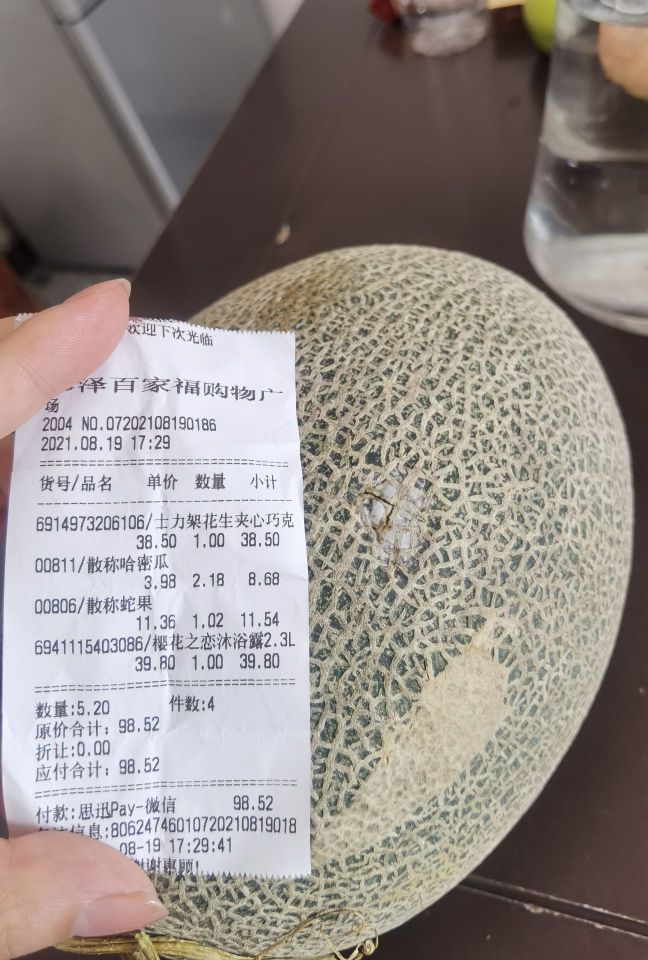 欢迎下次光临
泽百家福购物广
场
2004 NO.07202108190186
2021.08.19 17:29
货号/品名 单价 数量 小计
6914973206106/士力架花生夹心巧克
38.50 1.00 38.50
00811/散称哈密瓜
3.98 2.18 8.68
00806/散称蛇果
11.36 1.02 11.54
6941115403086/樱花之恋沐浴露2.3L
39.80 1.00 39.80
数量:5.20 件数:4
原价合计: 98.52
折让:0.00
应付合计: 98.52
付款:思迅Pay-微信 98.52
信息:80624746010720210819018
08-19 17:29:41
谢惠顾!